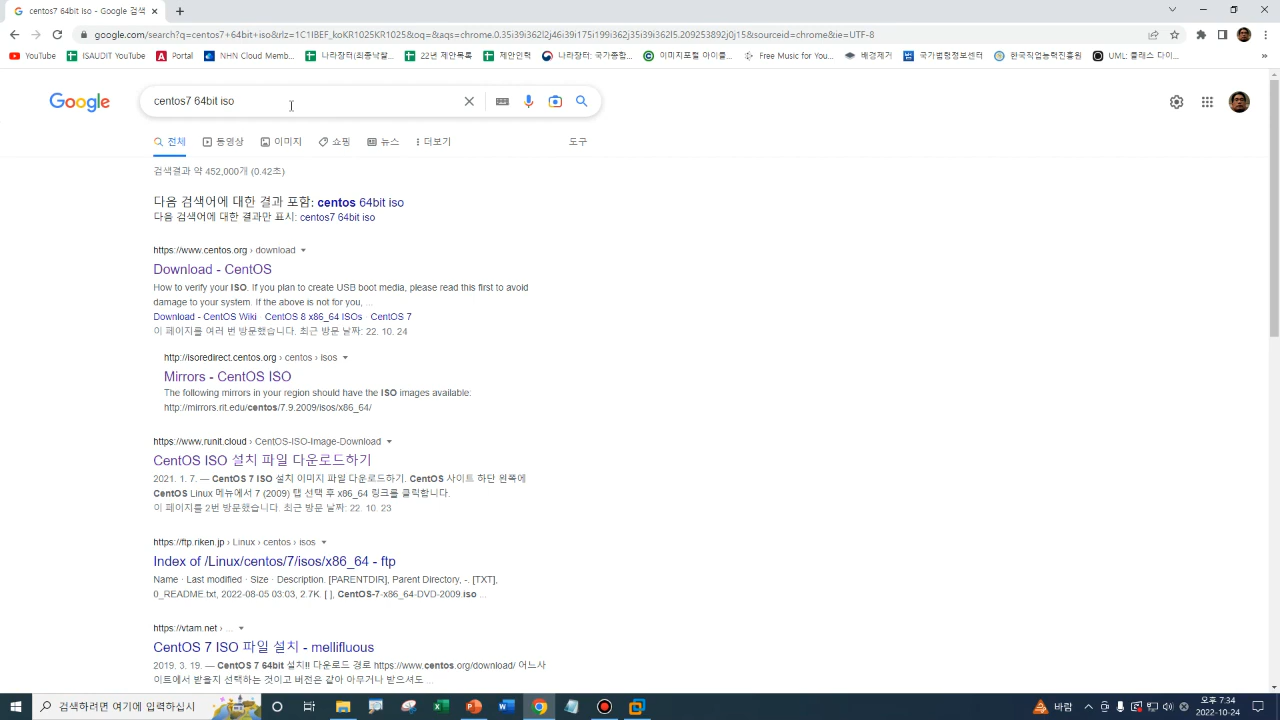 centos7 64bit iso - Google 검색
google.com/search?q=centos7+64bit+iso&rlz=1C1IBEF_koKR1025KR1025&oq=&aqs=chrome.0.35i39i362l2j46i39i175i199i362j35i39i362l5.209253892j0j15&sourceid=chrome&ie=UTF-8
YouTube ISAUDIT YouTube Portal NHN Cloud Memo... 나라장터(최종낙찰... 22년 제안목록 제안인력 나라장터: 국가종합... 이미지포털 아이클... Free Music for You... 배경제거 국가법령정보센터 한국직업능력진흥원 UML: 클래스 다이...
Google
centos7 64bit iso
전체 동영상 이미지 쇼핑 뉴스 더보기 도구
검색결과 약 452,000개 (0.42초)
다음 검색어에 대한 결과 포함: centos 64bit iso
다음 검색어에 대한 결과만 표시: centos7 64bit iso
https://www.centos.org › download
Download - CentOS
How to verify your ISO. If you plan to create USB boot media, please read this first to avoid
damage to your system. If the above is not for you, ...
Download - CentOS Wiki · CentOS 8 x86_64 ISOs · CentOS 7
이 페이지를 여러 번 방문했습니다. 최근 방문 날짜: 22. 10. 24
http://isoredirect.centos.org › centos › isos
Mirrors - CentOS ISO
The following mirrors in your region should have the ISO images available:
http://mirrors.rit.edu/centos/7.9.2009/isos/x86_64/
https://www.runit.cloud › CentOS-ISO-Image-Download
CentOS ISO 설치 파일 다운로드하기
2021. 1. 7. — CentOS 7 ISO 설치 이미지 파일 다운로드하기. CentOS 사이트 하단 왼쪽에
CentOS Linux 메뉴에서 7 (2009) 탭 선택 후 x86_64 링크를 클릭합니다.
이 페이지를 2번 방문했습니다. 최근 방문 날짜: 22. 10. 23
https://ftp.riken.jp › Linux › centos › isos
Index of /Linux/centos/7/isos/x86_64 - ftp
Name · Last modified · Size · Description. [PARENTDIR], Parent Directory, -. [TXT],
0_README.txt, 2022-08-05 03:03, 2.7K. [ ], CentOS-7-x86_64-DVD-2009.iso ...
https://vtam.net › ...
CentOS 7 ISO 파일 설치 - mellifluous
2019. 3. 19. — CentOS 7 64bit 설치!! 다운로드 경로 https://www.centos.org/download/ 어느사
이트에서 받을지 선택하는 것이고 버전은 같아 아무거나 받으셔도 ...
검색하려면 여기에 입력하십시
바람
오후 7:34
2022-10-24